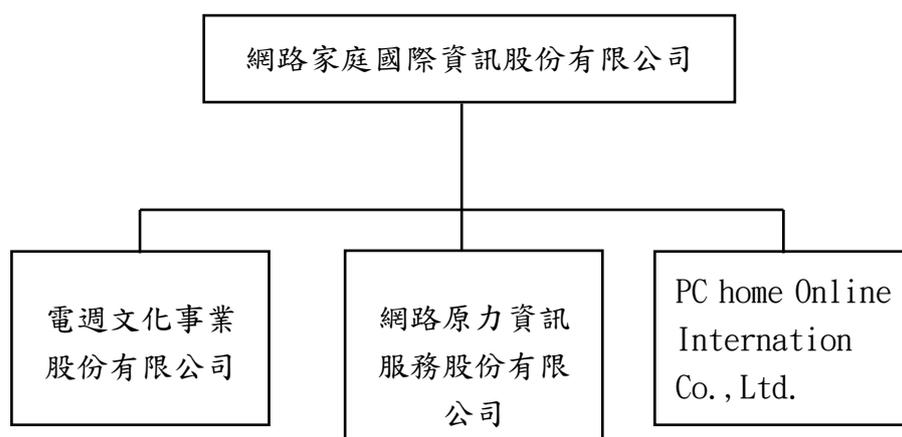 網路家庭國際資訊股份有限公司
電週文化事業
股份有限公司
網路原力資訊
服務股份有限
公司
PC home Online
Internation
Co.,Ltd.